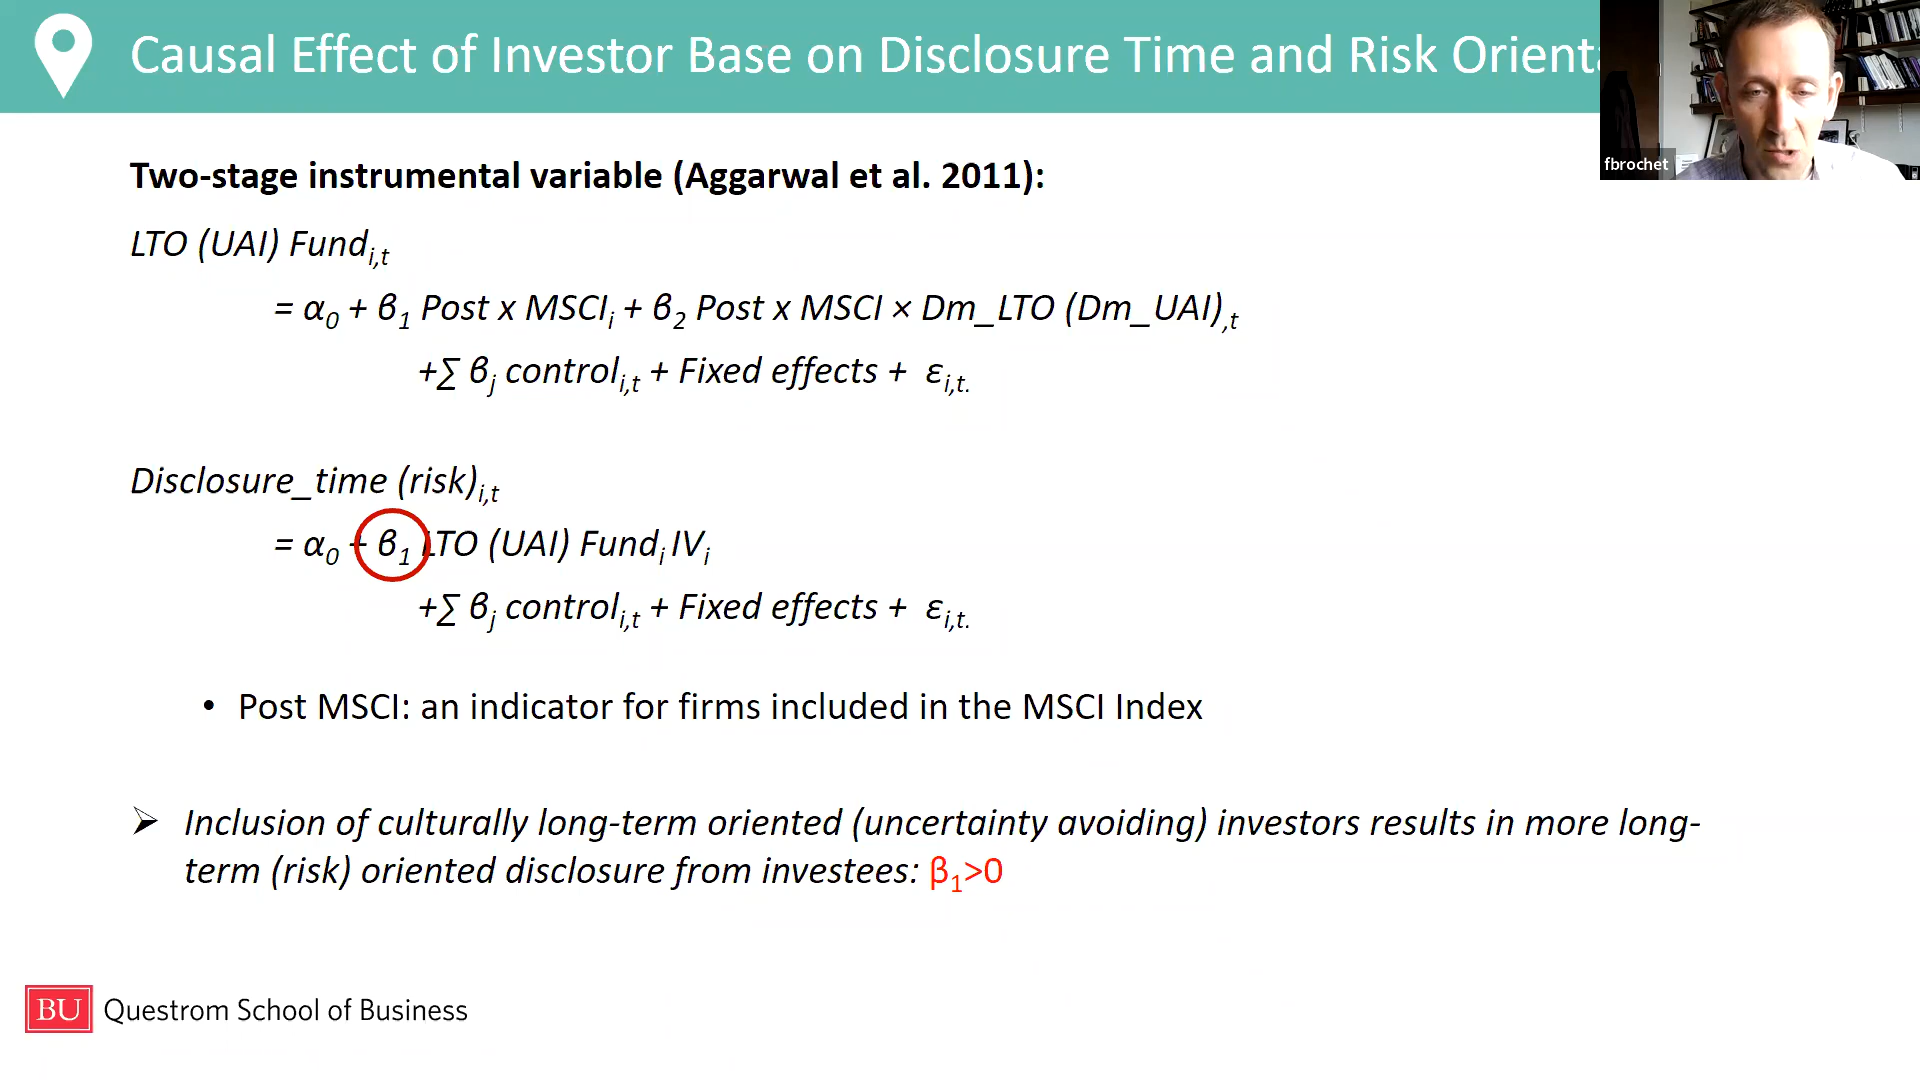 Causal Effect of Investor Base on Disclosure Time and Risk Orienta
fbrochet
Two-stage instrumental variable (Aggarwal et al. 2011):
LTO (UAI) Fund i,t
= α0 + β1 Post x MSCIi + β2 Post x MSCI × Dm_LTO (Dm_UAI),t
+∑ βj controli,t + Fixed effects + εi,t.
Disclosure_time (risk)i,t
= α0 + β1 LTO (UAI) Fundi IVi
+∑ βj controli,t + Fixed effects + εi,t.
• Post MSCI: an indicator for firms included in the MSCI Index
➢ Inclusion of culturally long-term oriented (uncertainty avoiding) investors results in more long-
term (risk) oriented disclosure from investees: β1>0
BU Questrom School of Business